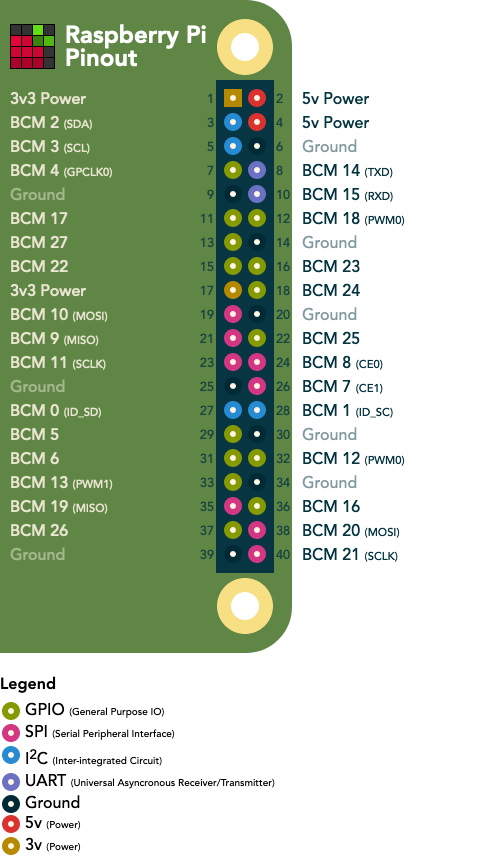 Raspberry Pi
Pinout
3v3 Power 1 2 5v Power
BCM 2 (SDA) 3 4 5v Power
BCM 3 (SCL) 5 6 Ground
BCM 4 (GPCLK0) 7 8 BCM 14 (TXD)
Ground 9 10 BCM 15 (RXD)
BCM 17 11 12 BCM 18 (PWM0)
BCM 27 13 14 Ground
BCM 22 15 16 BCM 23
3v3 Power 17 18 BCM 24
BCM 10 (MOSI) 19 20 Ground
BCM 9 (MISO) 21 22 BCM 25
BCM 11 (SCLK) 23 24 BCM 8 (CE0)
Ground 25 26 BCM 7 (CE1)
BCM 0 (ID_SD) 27 28 BCM 1 (ID_SC)
BCM 5 29 30 Ground
BCM 6 31 32 BCM 12 (PWM0)
BCM 13 (PWM1) 33 34 Ground
BCM 19 (MISO) 35 36 BCM 16
BCM 26 37 38 BCM 20 (MOSI)
Ground 39 40 BCM 21 (SCLK)
Legend
GPIO (General Purpose IO)
SPI (Serial Peripheral Interface)
I²C (Inter-integrated Circuit)
UART (Universal Asyncronous Receiver/Transmitter)
Ground
5v (Power)
3v (Power)